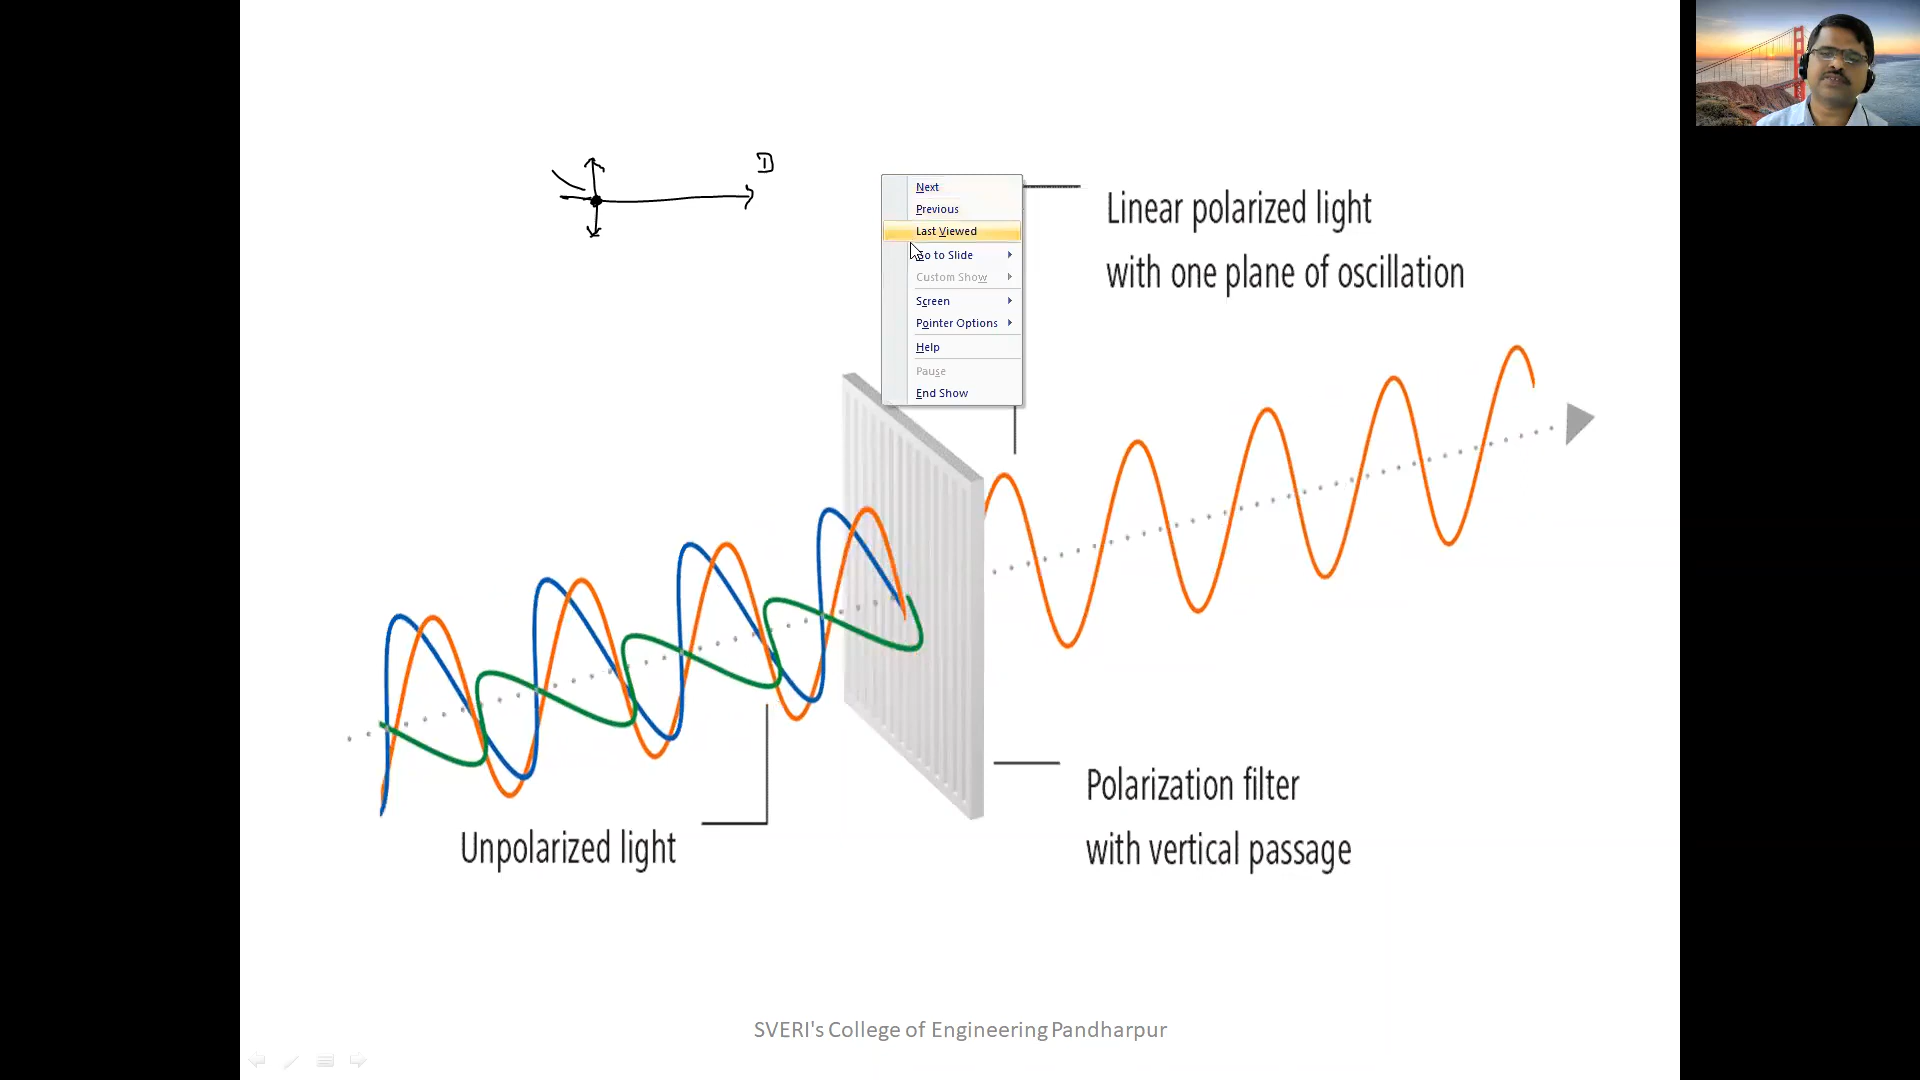 D
Next
Previous
Last Viewed
Go to Slide
Custom Show
Screen
Pointer Options
Help
Pause
End Show
Linear polarized light
with one plane of oscillation
Unpolarized light
Polarization filter
with vertical passage
SVERI's College of Engineering Pandharpur